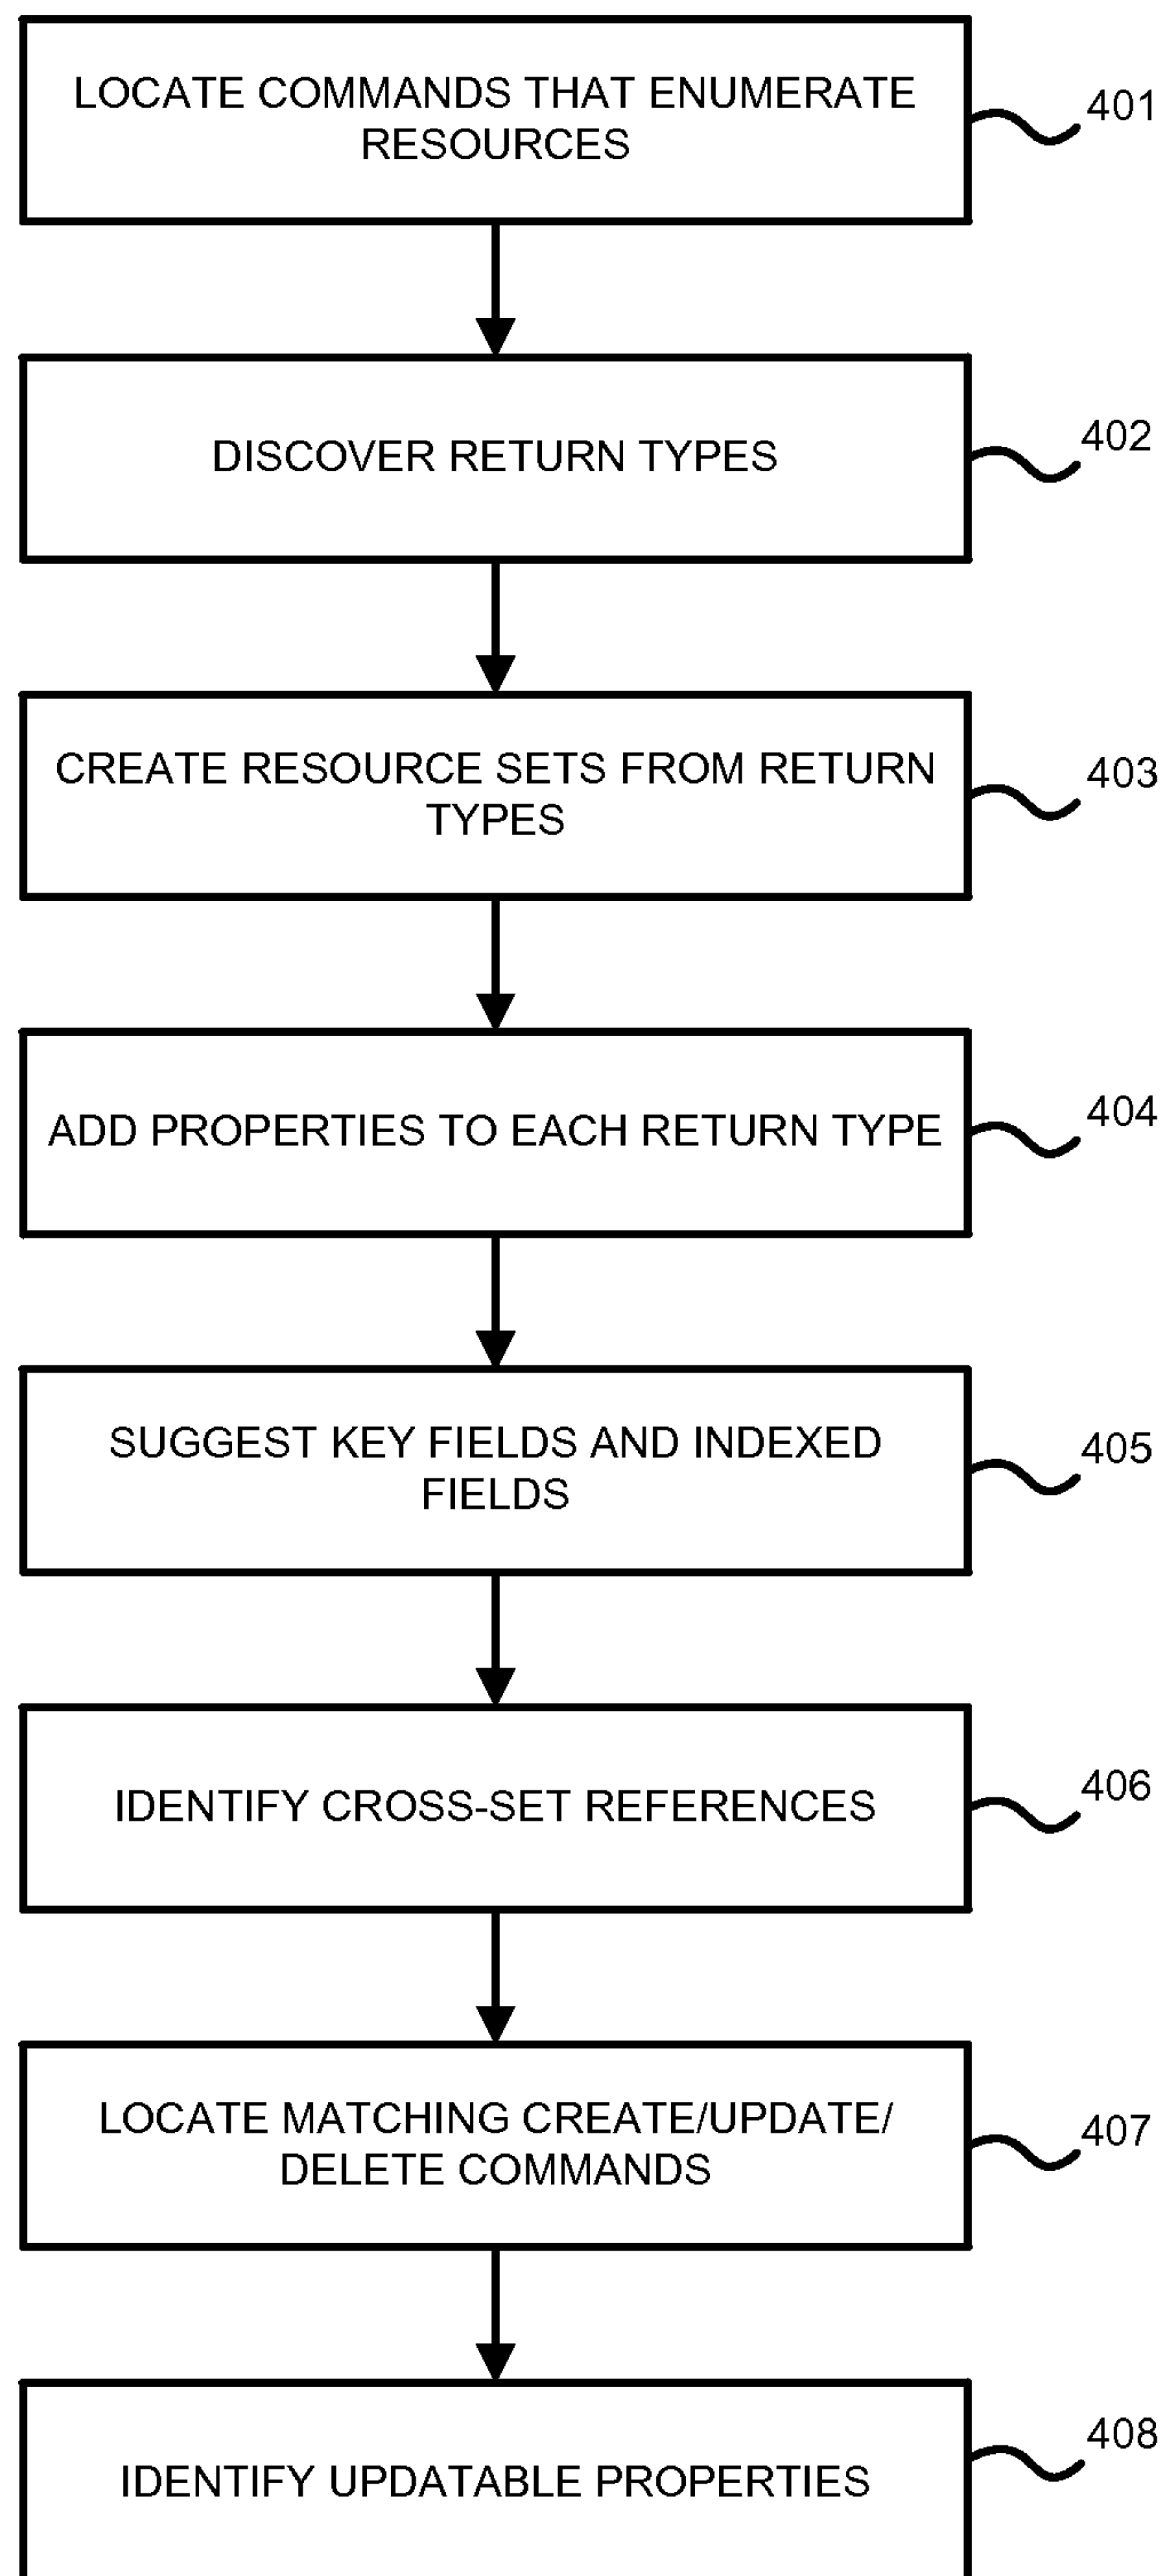 LOCATE COMMANDS THAT ENUMERATE
RESOURCES
401
DISCOVER RETURN TYPES
402
CREATE RESOURCE SETS FROM RETURN
TYPES
403
ADD PROPERTIES TO EACH RETURN TYPE
404
SUGGEST KEY FIELDS AND INDEXED
FIELDS
405
IDENTIFY CROSS-SET REFERENCES
406
LOCATE MATCHING CREATE/UPDATE/
DELETE COMMANDS
407
IDENTIFY UPDATABLE PROPERTIES
408